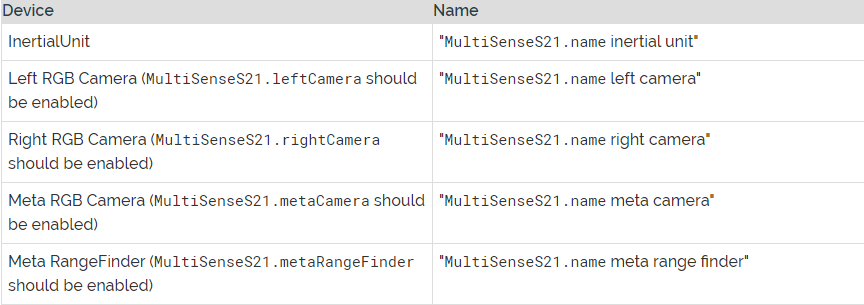 Device Name
InertialUnit "MultiSenseS21.name inertial unit"
Left RGB Camera (MultiSenseS21.leftCamera should "MultiSenseS21.name left camera"
be enabled)
Right RGB Camera (MultiSenseS21.rightCamera "MultiSenseS21.name right camera"
should be enabled)
Meta RGB Camera (MultiSenseS21.metaCamera should "MultiSenseS21.name meta camera"
be enabled)
Meta RangeFinder (MultiSenseS21.metaRangeFinder "MultiSenseS21.name meta range finder"
should be enabled)